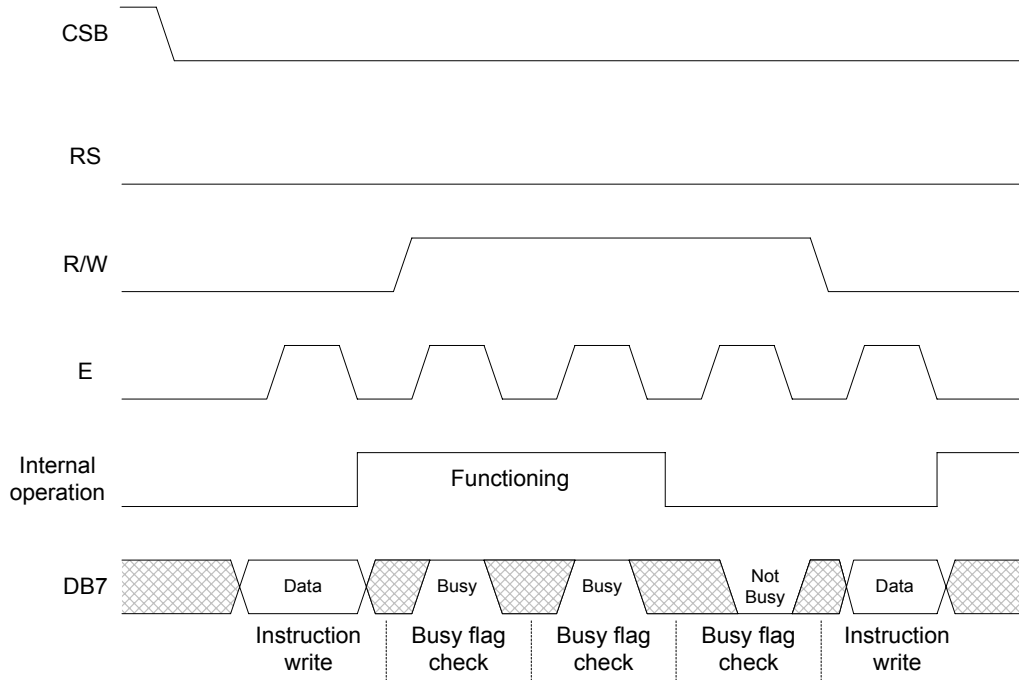 CSB
RS
R/W
E
Internal
operation
Functioning
DB7
Data
Busy
Busy
Not
Busy
Data
Instruction
write
Busy flag
check
Busy flag
check
Busy flag
check
Instruction
write